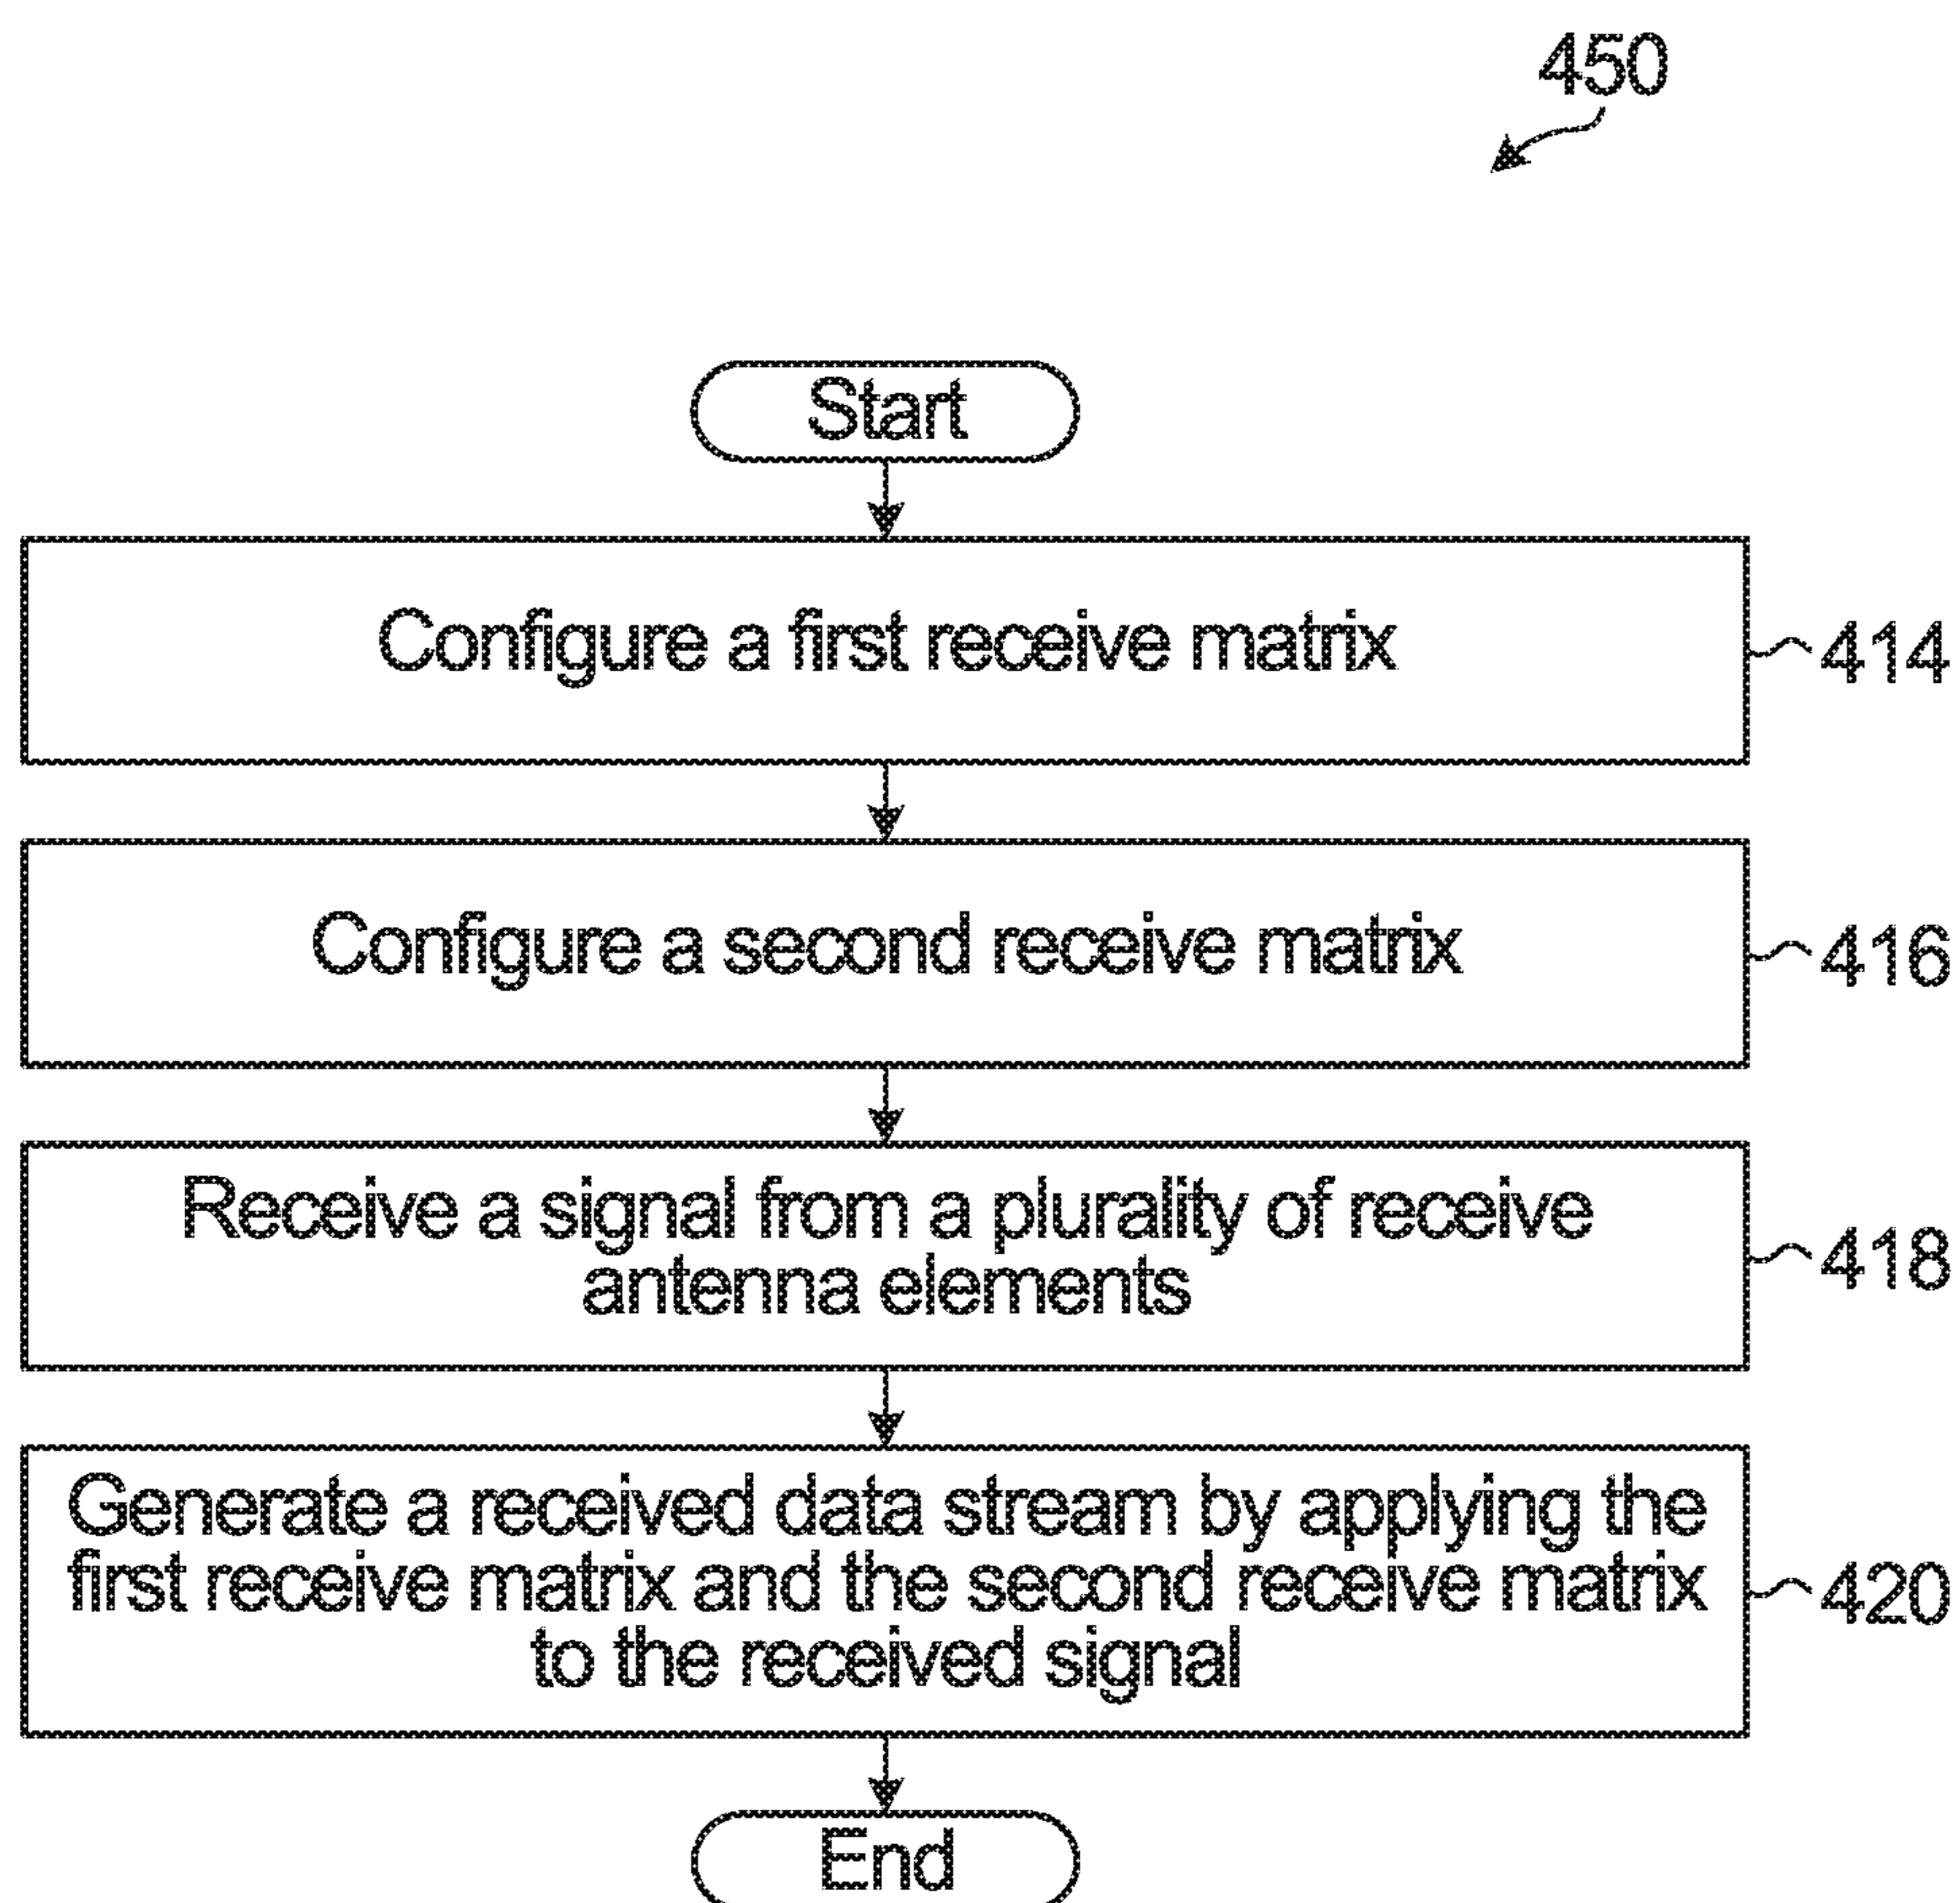 450
Start
Configure a first receive matrix
414
Configure a second receive matrix
416
Receive a signal from a plurality of receive
antenna elements
418
Generate a received data stream by applying the
first receive matrix and the second receive matrix
to the received signal
420
End